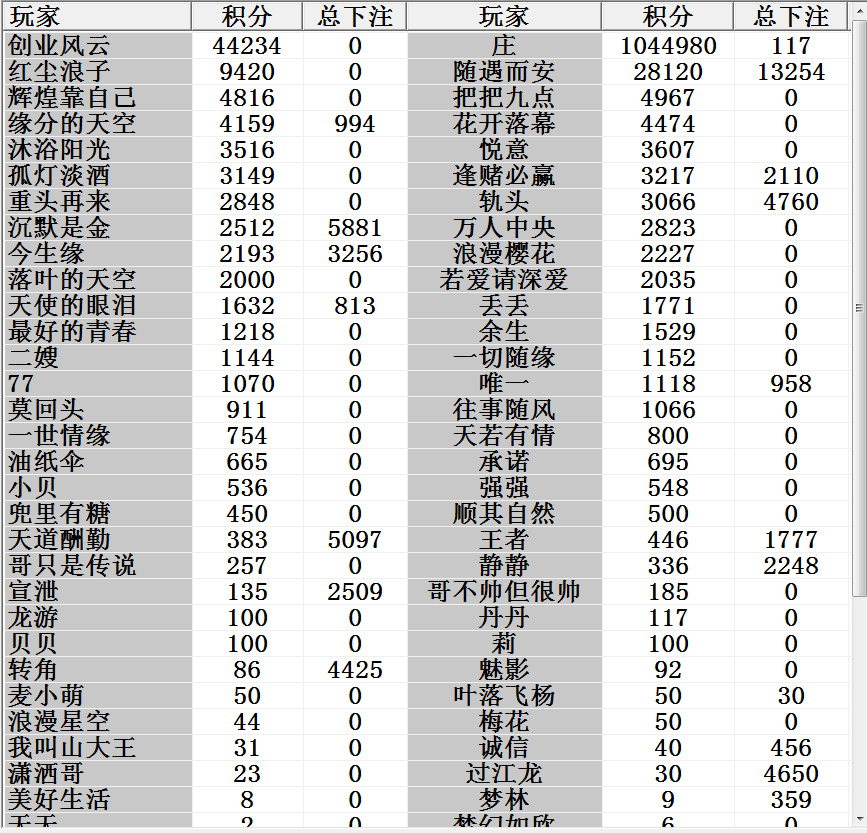 玩家 积分 总下注 玩家 积分 总下注
创业风云 44234 0 庄 1044980 117
红尘浪子 9420 0 随遇而安 28120 13254
辉煌靠自己 4816 0 把把九点 4967 0
缘分的天空 4159 994 花开落幕 4474 0
沐浴阳光 3516 0 悦意 3607 0
孤灯淡酒 3149 0 逢赌必赢 3217 2110
重头再来 2848 0 轨头 3066 4760
沉默是金 2512 5881 万人中央 2823 0
今生缘 2193 3256 浪漫樱花 2227 0
落叶的天空 2000 0 若爱请深爱 2035 0
天使的眼泪 1632 813 丢丢 1771 0
最好的青春 1218 0 余生 1529 0
二嫂 1144 0 一切随缘 1152 0
77 1070 0 唯一 1118 958
莫回头 911 0 往事随风 1066 0
一世情缘 754 0 天若有情 800 0
油纸伞 665 0 承诺 695 0
小贝 536 0 强强 548 0
兜里有糖 450 0 顺其自然 500 0
天道酬勤 383 5097 王者 446 1777
哥只是传说 257 0 静静 336 2248
宣泄 135 2509 哥不帅但很帅 185 0
龙游 100 0 丹丹 117 0
贝贝 100 0 莉 100 0
转角 86 4425 魅影 92 0
麦小萌 50 0 叶落飞杨 50 30
浪漫星空 44 0 梅花 50 0
我叫山大王 31 0 诚信 40 456
潇洒哥 23 0 过江龙 30 4650
美好生活 8 0 梦林 9 359
天天 2 0 梦幻如欣 6 0